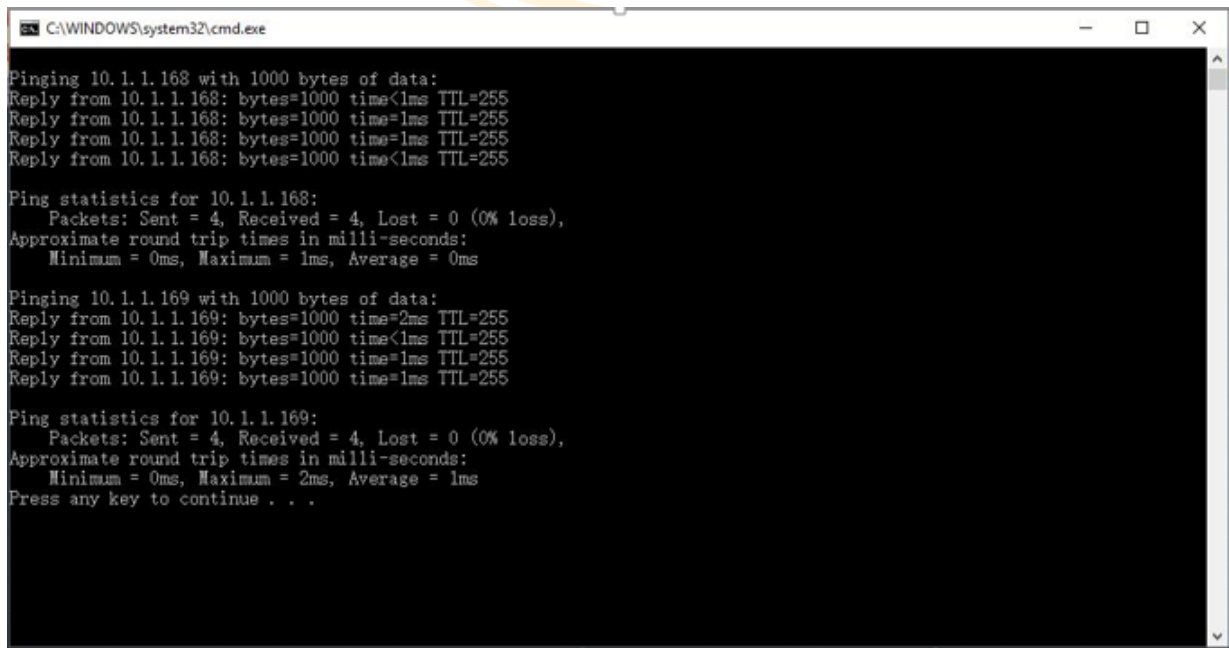 C:\WINDOWS\system32\cmd.exe
Pinging 10.1.1.168 with 1000 bytes of data:
Reply from 10.1.1.168: bytes=1000 time<1ms TTL=255
Reply from 10.1.1.168: bytes=1000 time=1ms TTL=255
Reply from 10.1.1.168: bytes=1000 time=1ms TTL=255
Reply from 10.1.1.168: bytes=1000 time<1ms TTL=255
Ping statistics for 10.1.1.168:
Packets: Sent = 4, Received = 4, Lost = 0 (0% loss),
Approximate round trip times in milli-seconds:
Minimum = 0ms, Maximum = 1ms, Average = 0ms
Pinging 10.1.1.169 with 1000 bytes of data:
Reply from 10.1.1.169: bytes=1000 time=2ms TTL=255
Reply from 10.1.1.169: bytes=1000 time<1ms TTL=255
Reply from 10.1.1.169: bytes=1000 time=1ms TTL=255
Reply from 10.1.1.169: bytes=1000 time=1ms TTL=255
Ping statistics for 10.1.1.169:
Packets: Sent = 4, Received = 4, Lost = 0 (0% loss),
Approximate round trip times in milli-seconds:
Minimum = 0ms, Maximum = 2ms, Average = 1ms
Press any key to continue . . .